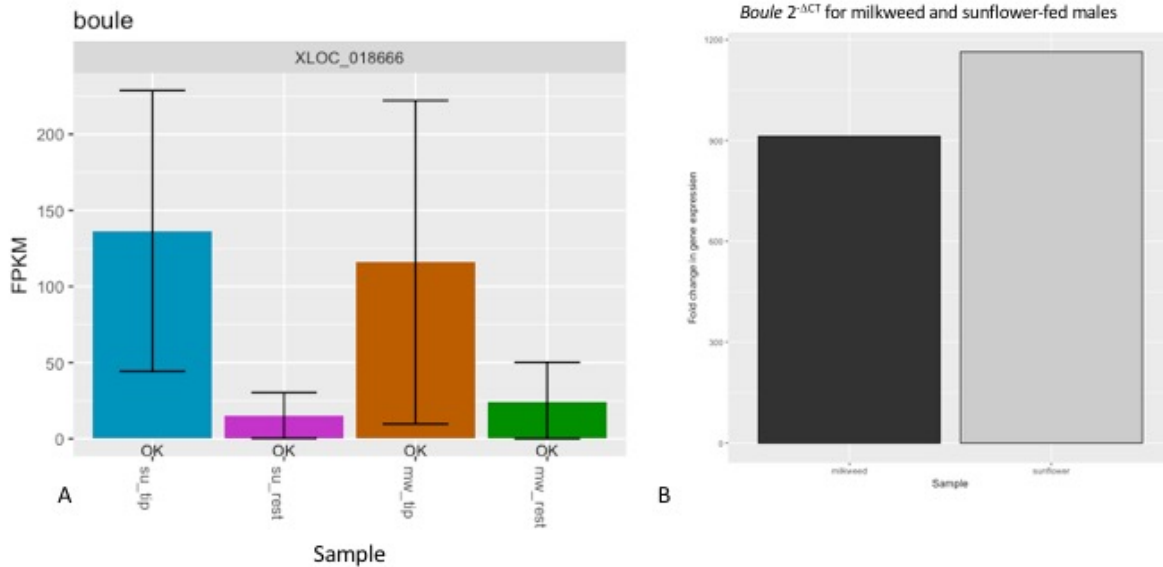 boule
XLOC_018666
FPKM
200
150
100
50
0
OK OK OK OK
su_tip su_rest mw_tip mw_rest
Sample
A
Boule 2-ΔCT for milkweed and sunflower-fed males
Fold change in gene expression
1200
900
600
300
0
milkweed sunflower
Sample
B